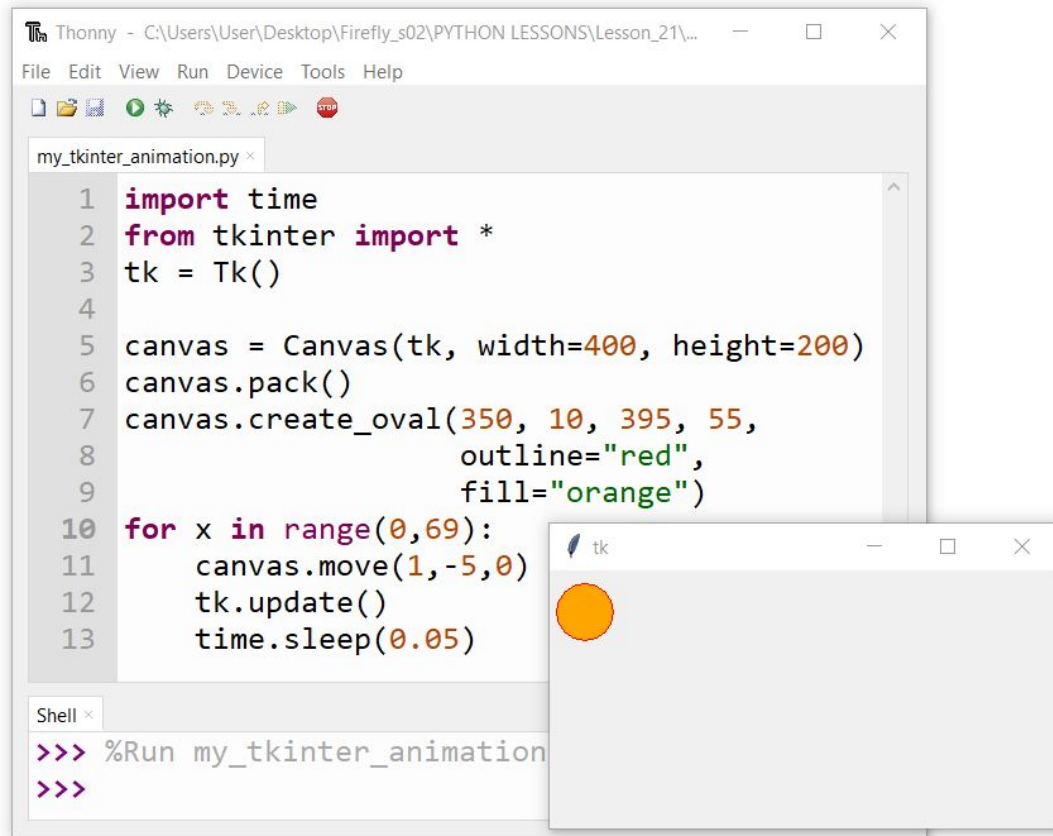 Thonny - C:\Users\User\Desktop\Firefly_s02\PYTHON LESSONS\Lesson_21\...
File Edit View Run Device Tools Help
STOP
my_tkinter_animation.py
1 import time
2 from tkinter import *
3 tk = Tk()
4
5 canvas = Canvas(tk, width=400, height=200)
6 canvas.pack()
7 canvas.create_oval(350, 10, 395, 55,
8                    outline="red",
9                    fill="orange")
10 for x in range(0,69):
11     canvas.move(1,-5,0)
12     tk.update()
13     time.sleep(0.05)
tk
Shell
>>> %Run my_tkinter_animation
>>>